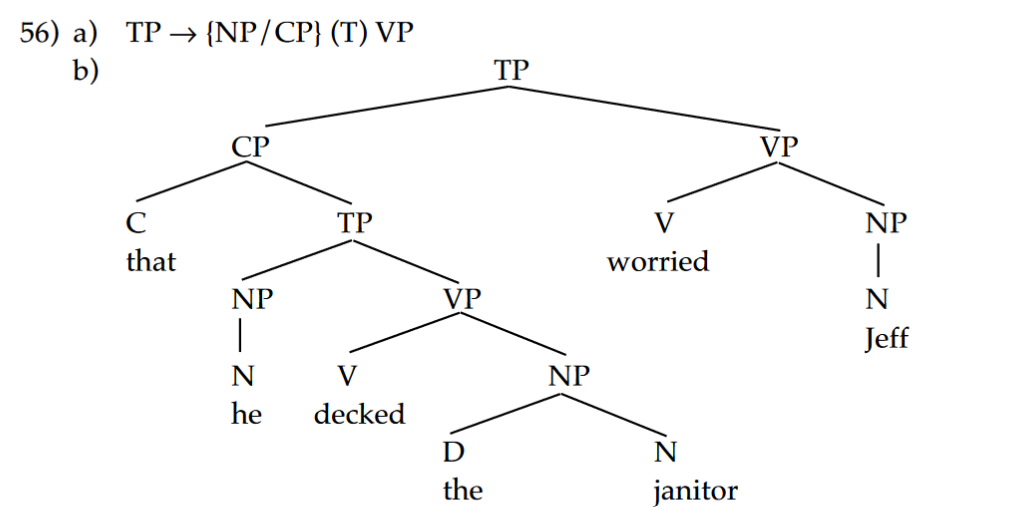 56) a) TP → {NP/CP} (T) VP
b) TP
CP VP
C TP V NP
that worried
NP VP N
Jeff
N V NP
he decked
D N
the janitor